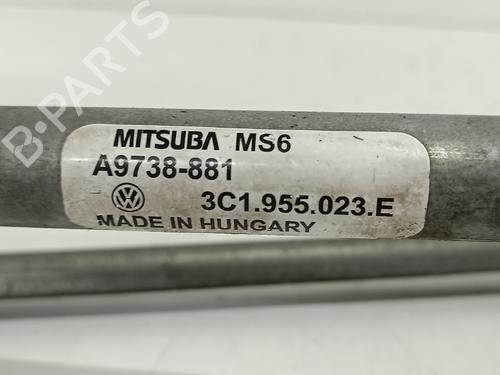 B-PARTS
MITSUBA MS6
A9738-881
3C1.955.023.E
MADE IN HUNGARY